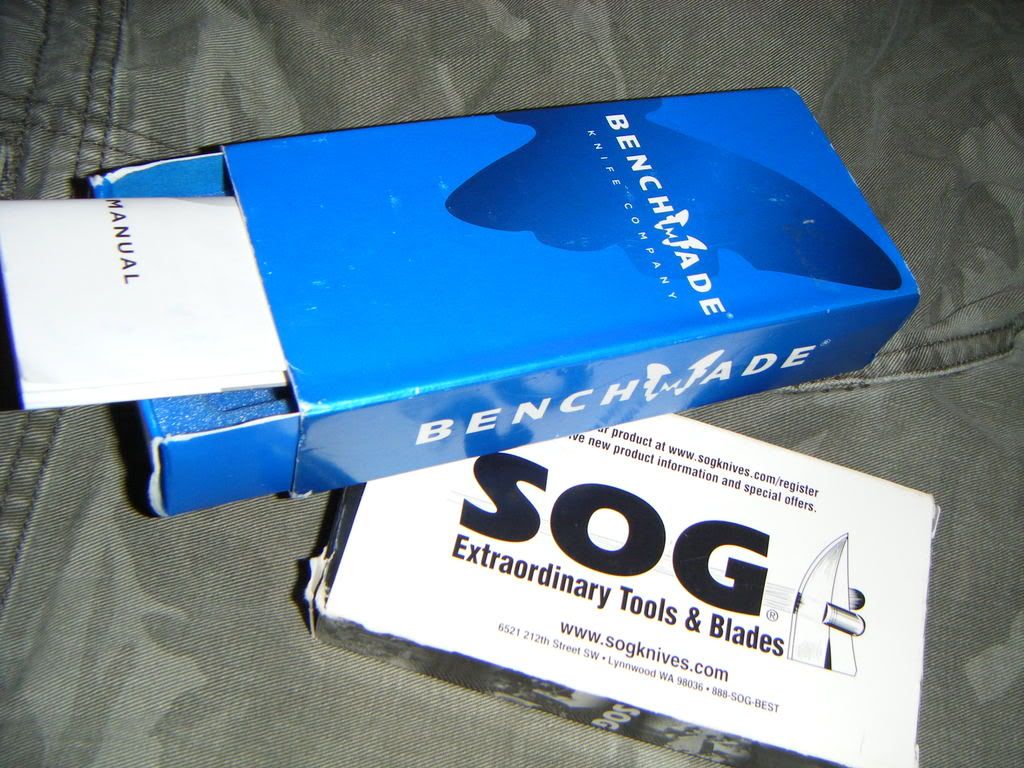 MANUAL
BENCHMADE®
KNIFE COMPANY
BENCHMADE®
product at www.sogknives.com/register
new product information and special offers.
SOG®
Extraordinary Tools & Blades
www.sogknives.com
6521 212th Street SW • Lynnwood WA 98036 • 888-SOG-BEST
SOG